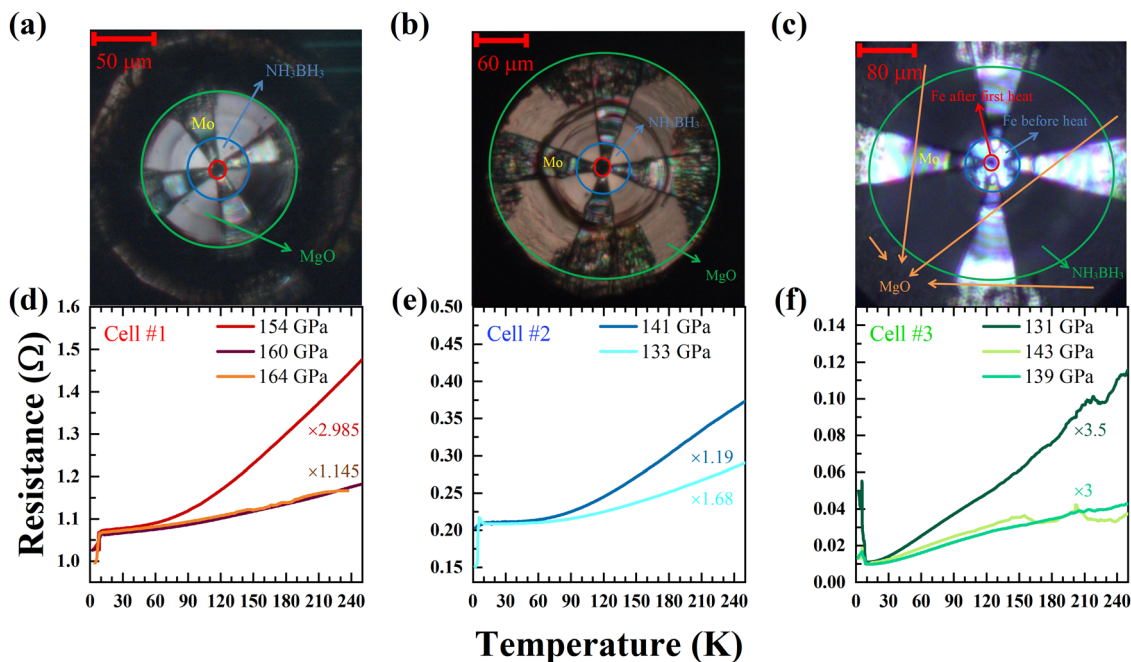 (a)
50 μm
NH₃BH₃
Mo
MgO
(b)
60 μm
NH₃BH₃
Mo
MgO
(c)
80 μm
Fe after first heat
Fe before heat
Mo
NH₃BH₃
MgO
(d)
Cell #1
154 GPa
160 GPa
164 GPa
×2.985
×1.145
1.6
1.5
1.4
1.3
1.2
1.1
1.0
0 30 60 90 120 150 180 210 240
(e)
Cell #2
141 GPa
133 GPa
×1.19
×1.68
0.50
0.45
0.40
0.35
0.30
0.25
0.20
0.15
0 30 60 90 120 150 180 210 240
(f)
Cell #3
131 GPa
143 GPa
139 GPa
×3.5
×3
0.14
0.12
0.10
0.08
0.06
0.04
0.02
0.00
0 30 60 90 120 150 180 210 240
Resistance (Ω)
Temperature (K)